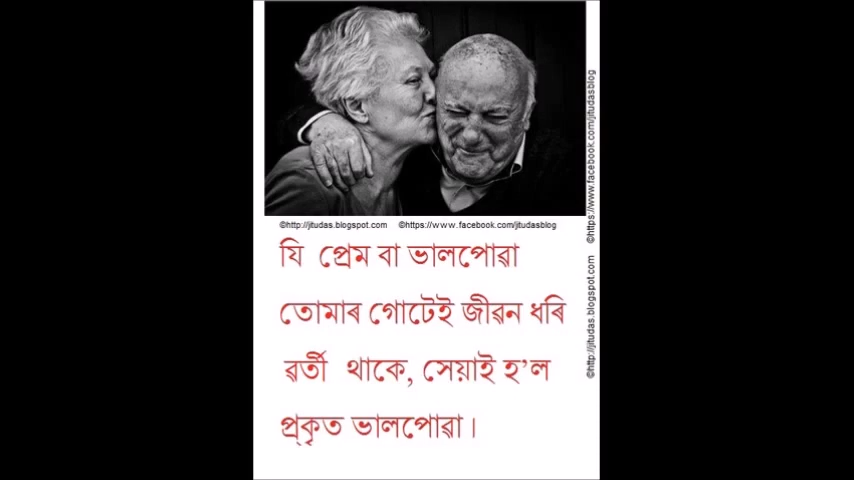 ©http://jitudas.blogspot.com ©https://www.facebook.com/jitudasblog
যি প্ৰেম বা ভালপোৱা
তোমাৰ গোটেই জীৱন ধৰি
ৱৰ্তী থাকে, সেয়াই হ’ল
প্ৰকৃত ভালপোৱা।
©http://jitudas.blogspot.com ©https://www.facebook.com/jitudasblog